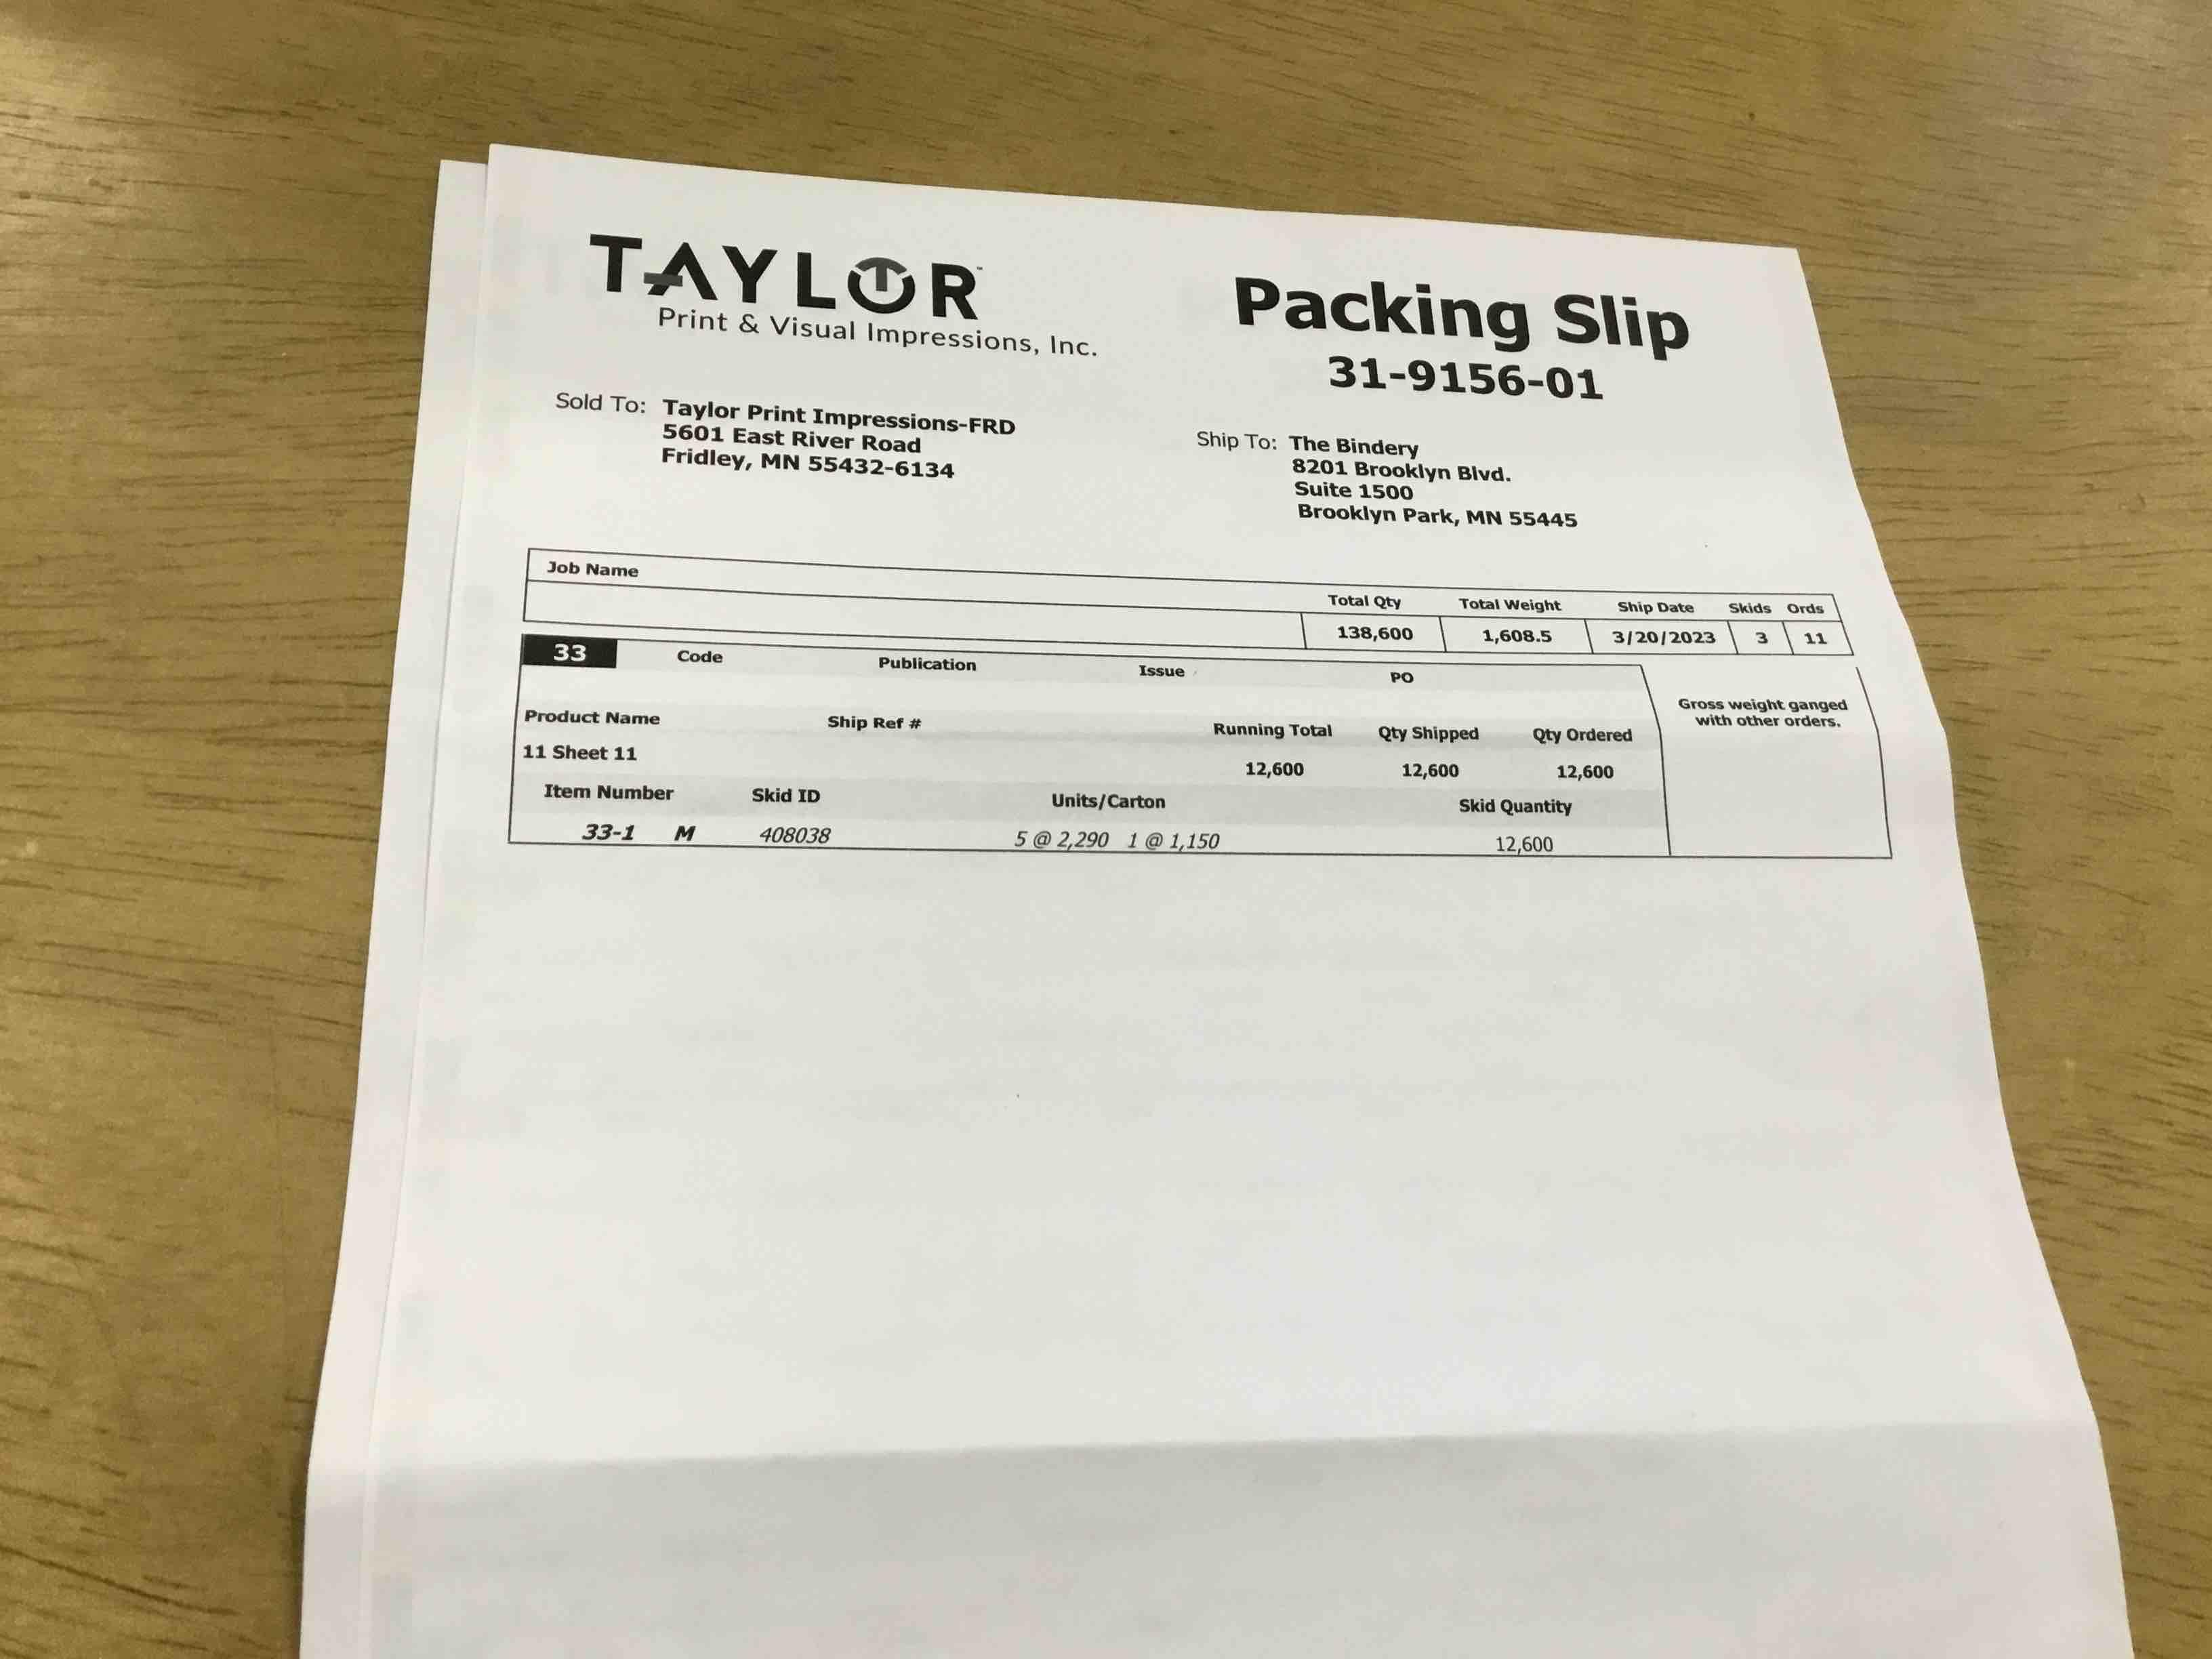 TAYLOR™
Print & Visual Impressions, Inc.
Packing Slip
31-9156-01
Sold To: Taylor Print Impressions-FRD
5601 East River Road
Fridley, MN 55432-6134
Ship To: The Bindery
8201 Brooklyn Blvd.
Suite 1500
Brooklyn Park, MN 55445
Job Name Total Qty Total Weight Ship Date Skids Ords
138,600 1,608.5 3/20/2023 3 11
33 Code Publication Issue PO
Gross weight ganged
with other orders.
Product Name Ship Ref # Running Total Qty Shipped Qty Ordered
11 Sheet 11 12,600 12,600 12,600
Item Number Skid ID Units/Carton Skid Quantity
33-1 M 408038 5 @ 2,290 1 @ 1,150 12,600